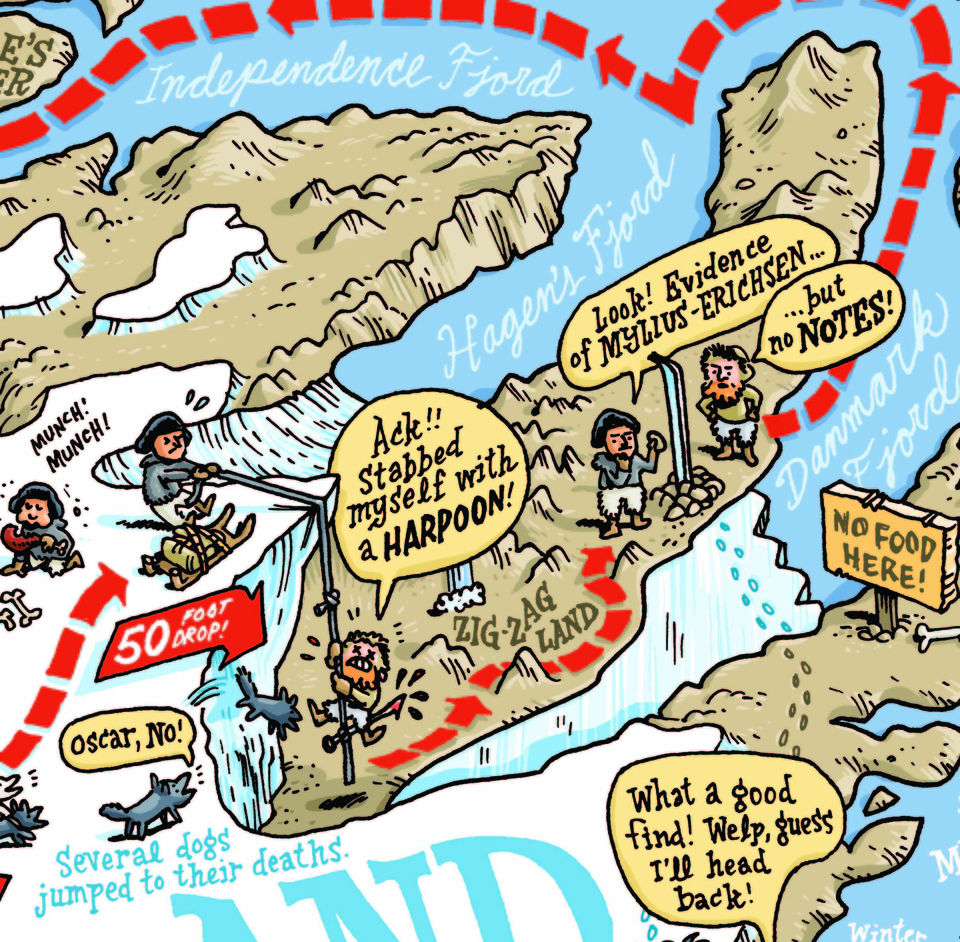 E'S
ER
Independence Fjord
Hagen's Fjord
Look! Evidence
of MYLIUS-ERICHSEN...
...but
no NOTES!
Danmark
Fjord
MUNCH!
MUNCH!
Ack!!
Stabbed
myself with
a HARPOON!
NO FOOD
HERE!
50 FOOT
DROP!
ZIG-ZAG
LAND
Oscar, No!
Several dogs
jumped to their deaths.
What a good
find! Welp, guess
I'll head
back!
AND
M
Winter